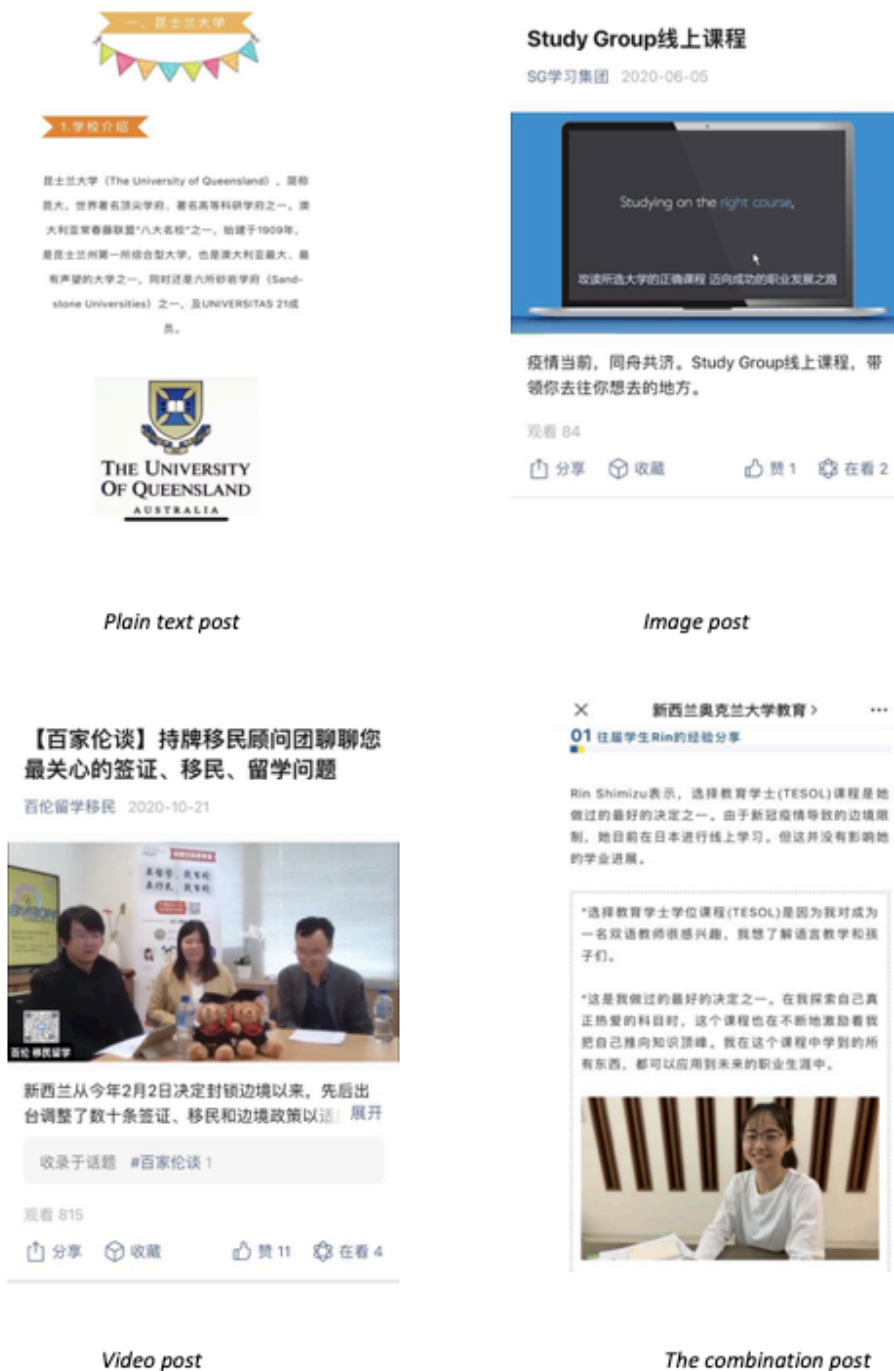 一、昆士兰大学
1.学校介绍
昆士兰大学（The University of Queensland），简称
昆大，世界著名顶尖学府、著名高等科研学府之一，澳
大利亚常春藤联盟“八大名校”之一，始建于1909年，
是昆士兰州第一所综合型大学，也是澳大利亚最大、最
有声望的大学之一，同时还是六所砂岩学府（Sand-
stone Universities）之一，及UNIVERSITAS 21成
员。
THE UNIVERSITY
OF QUEENSLAND
AUSTRALIA
Plain text post
Study Group线上课程
SG学习集团 2020-06-05
Studying on the right course,
攻读所选大学的正确课程 迈向成功的职业发展之路
疫情当前，同舟共济。Study Group线上课程，带
领你去往你想去的地方。
观看 84
分享 收藏 赞 1 在看 2
Image post
【百家伦谈】持牌移民顾问团聊聊您
最关心的签证、移民、留学问题
百伦留学移民 2020-10-21
百伦 移民留学
新西兰从今年2月2日决定封锁边境以来，先后出
台调整了数十条签证、移民和边境政策以适 展开
收录于话题 #百家伦谈 1
观看 815
分享 收藏 赞 11 在看 4
Video post
新西兰奥克兰大学教育 >
01 往届学生Rin的经验分享
Rin Shimizu表示，选择教育学士(TESOL)课程是她
做过的最好的决定之一。由于新冠疫情导致的边境限
制，她目前在日本进行线上学习，但这并没有影响她
的学业进展。
“选择教育学士学位课程(TESOL)是因为我对成为
一名双语教师很感兴趣，我想了解语言教学和孩
子们。
“这是我做过的最好的决定之一。在我探索自己真
正热爱的科目时，这个课程也在不断地激励着我
把自己推向知识顶峰。我在这个课程中学到的所
有东西，都可以应用到未来的职业生涯中。
The combination post